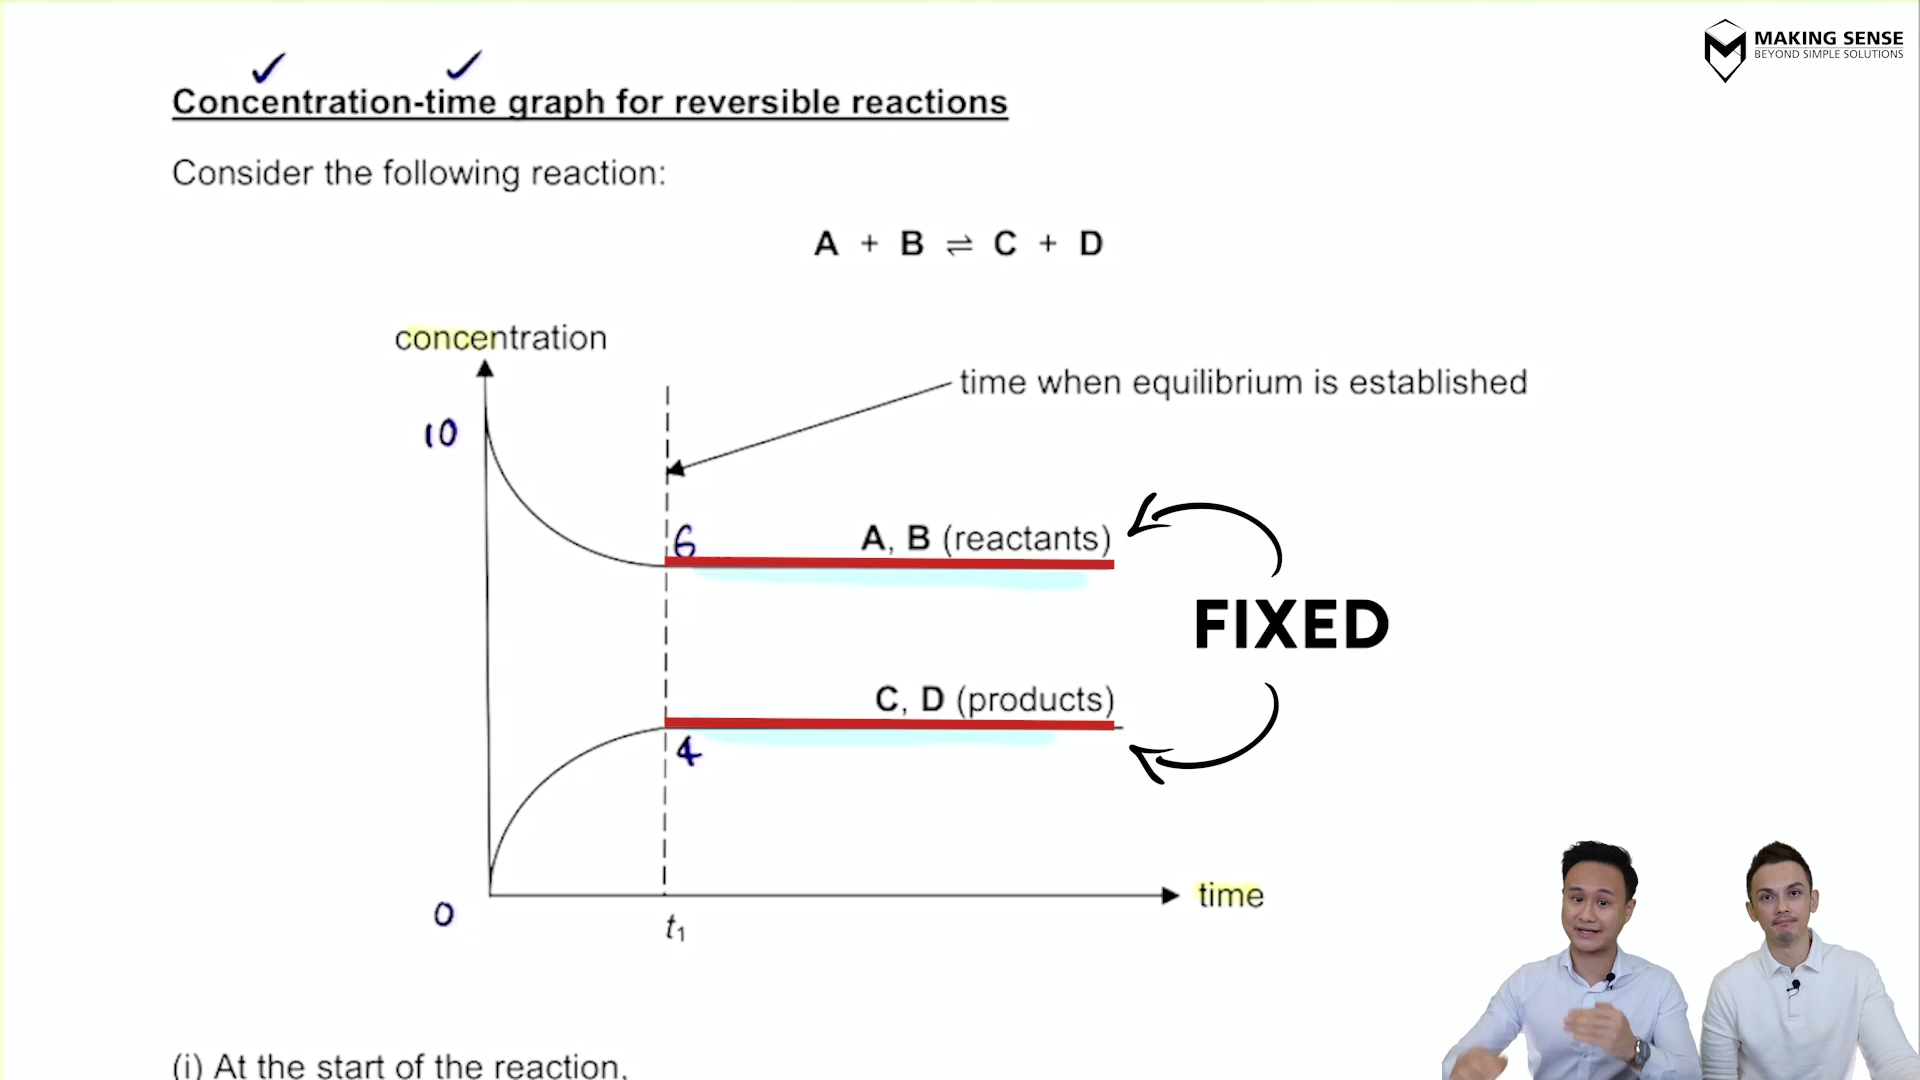 MAKING SENSE
BEYOND SIMPLE SOLUTIONS
Concentration-time graph for reversible reactions
Consider the following reaction:
A + B ⇌ C + D
concentration
time when equilibrium is established
10
6
A, B (reactants)
FIXED
C, D (products)
4
0
time
t₁
(i) At the start of the reaction,